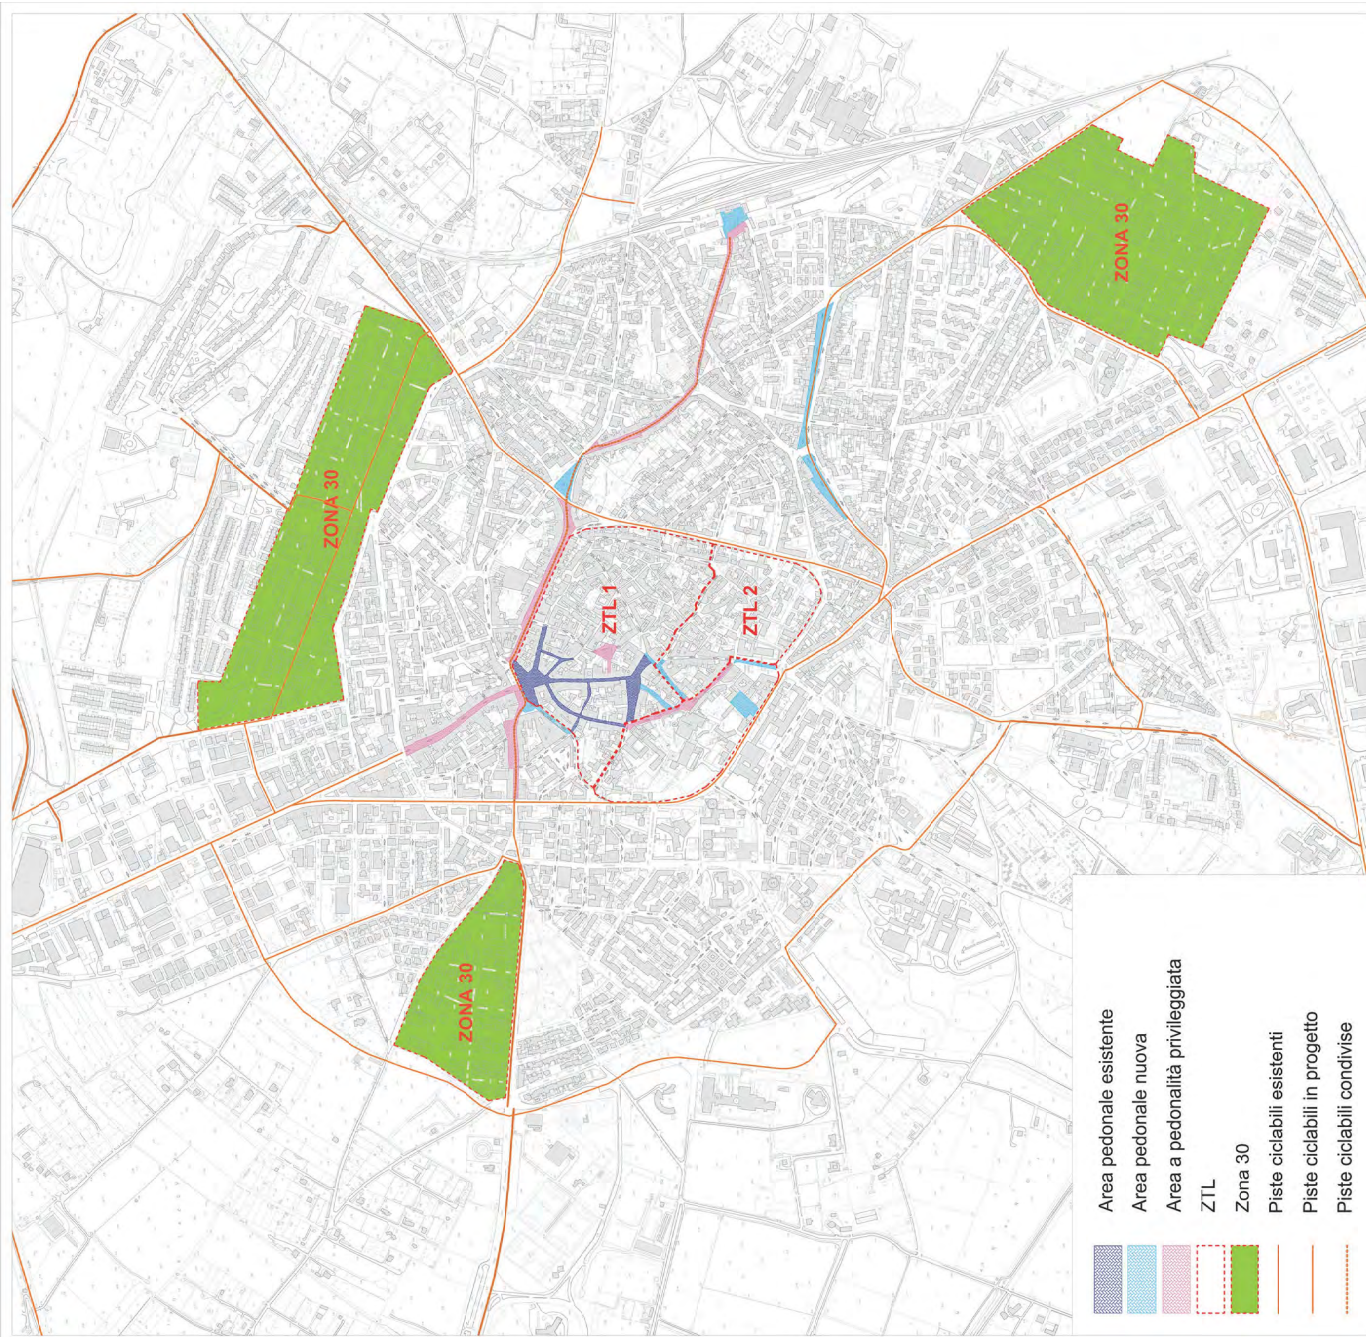 ZONA 30
ZONA 30
ZONA 30
ZTL 1
ZTL 2
Area pedonale esistente
Area pedonale nuova
Area a pedonalità privileggiata
ZTL
Zona 30
Piste ciclabili esistenti
Piste ciclabili in progetto
Piste ciclabili condivise